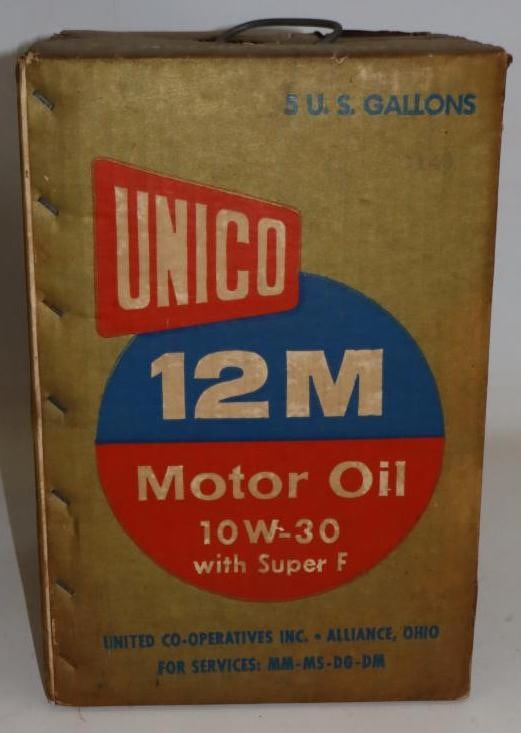 5 U. S. GALLONS
UNICO
12M
Motor Oil
10W-30
with Super F
UNITED CO-OPERATIVES INC. • ALLIANCE, OHIO
FOR SERVICES: MM-MS-DG-DM